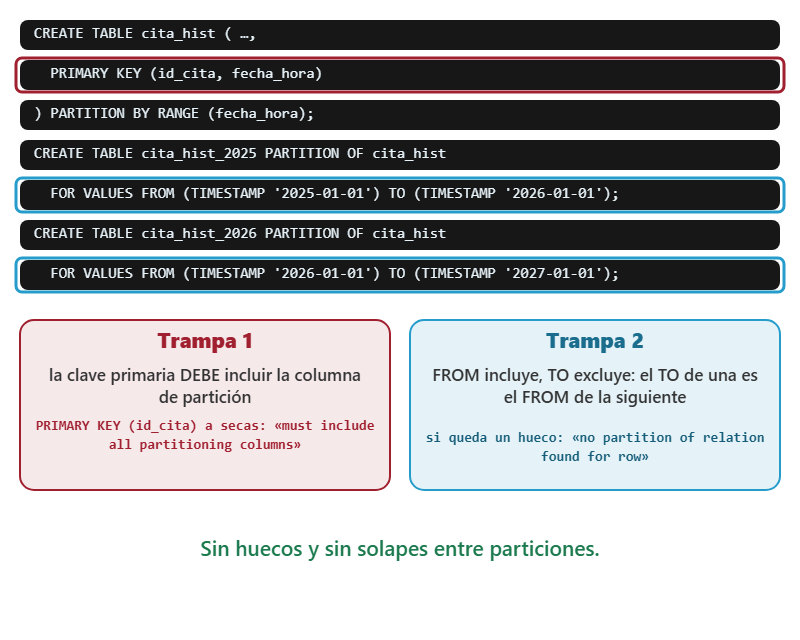 CREATE TABLE cita_hist ( …,
PRIMARY KEY (id_cita, fecha_hora)
) PARTITION BY RANGE (fecha_hora);
CREATE TABLE cita_hist_2025 PARTITION OF cita_hist
FOR VALUES FROM (TIMESTAMP '2025-01-01') TO (TIMESTAMP '2026-01-01');
CREATE TABLE cita_hist_2026 PARTITION OF cita_hist
FOR VALUES FROM (TIMESTAMP '2026-01-01') TO (TIMESTAMP '2027-01-01');
Trampa 1
la clave primaria DEBE incluir la columna
de partición
PRIMARY KEY (id_cita) a secas: «must include
all partitioning columns»
Trampa 2
FROM incluye, TO excluye: el TO de una es
el FROM de la siguiente
si queda un hueco: «no partition of relation
found for row»
Sin huecos y sin solapes entre particiones.